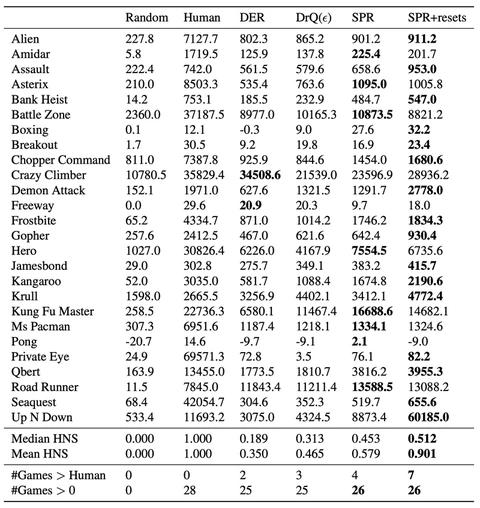 Random Human DER DrQ(ϵ) SPR SPR+resets
Alien 227.8 7127.7 802.3 865.2 901.2 911.2
Amidar 5.8 1719.5 125.9 137.8 225.4 201.7
Assault 222.4 742.0 561.5 579.6 658.6 953.0
Asterix 210.0 8503.3 535.4 763.6 1095.0 1005.8
Bank Heist 14.2 753.1 185.5 232.9 484.7 547.0
Battle Zone 2360.0 37187.5 8977.0 10165.3 10873.5 8821.2
Boxing 0.1 12.1 -0.3 9.0 27.6 32.2
Breakout 1.7 30.5 9.2 19.8 16.9 23.4
Chopper Command 811.0 7387.8 925.9 844.6 1454.0 1680.6
Crazy Climber 10780.5 35829.4 34508.6 21539.0 23596.9 28936.2
Demon Attack 152.1 1971.0 627.6 1321.5 1291.7 2778.0
Freeway 0.0 29.6 20.9 20.3 9.7 18.0
Frostbite 65.2 4334.7 871.0 1014.2 1746.2 1834.3
Gopher 257.6 2412.5 467.0 621.6 642.4 930.4
Hero 1027.0 30826.4 6226.0 4167.9 7554.5 6735.6
Jamesbond 29.0 302.8 275.7 349.1 383.2 415.7
Kangaroo 52.0 3035.0 581.7 1088.4 1674.8 2190.6
Krull 1598.0 2665.5 3256.9 4402.1 3412.1 4772.4
Kung Fu Master 258.5 22736.3 6580.1 11467.4 16688.6 14682.1
Ms Pacman 307.3 6951.6 1187.4 1218.1 1334.1 1324.6
Pong -20.7 14.6 -9.7 -9.1 2.1 -9.0
Private Eye 24.9 69571.3 72.8 3.5 76.1 82.2
Qbert 163.9 13455.0 1773.5 1810.7 3816.2 3955.3
Road Runner 11.5 7845.0 11843.4 11211.4 13588.5 13088.2
Seaquest 68.4 42054.7 304.6 352.3 519.7 655.6
Up N Down 533.4 11693.2 3075.0 4324.5 8873.4 60185.0
Median HNS 0.000 1.000 0.189 0.313 0.453 0.512
Mean HNS 0.000 1.000 0.350 0.465 0.579 0.901
#Games > Human 0 0 2 3 4 7
#Games > 0 0 28 25 25 26 26